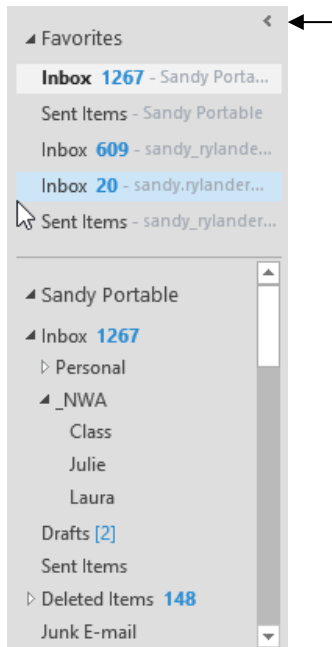 Favorites
Inbox 1267 - Sandy Porta...
Sent Items - Sandy Portable
Inbox 609 - sandy_rylande...
Inbox 20 - sandy.rylander...
Sent Items - sandy_rylander...
Sandy Portable
Inbox 1267
Personal
_NWA
Class
Julie
Laura
Drafts [2]
Sent Items
Deleted Items 148
Junk E-mail